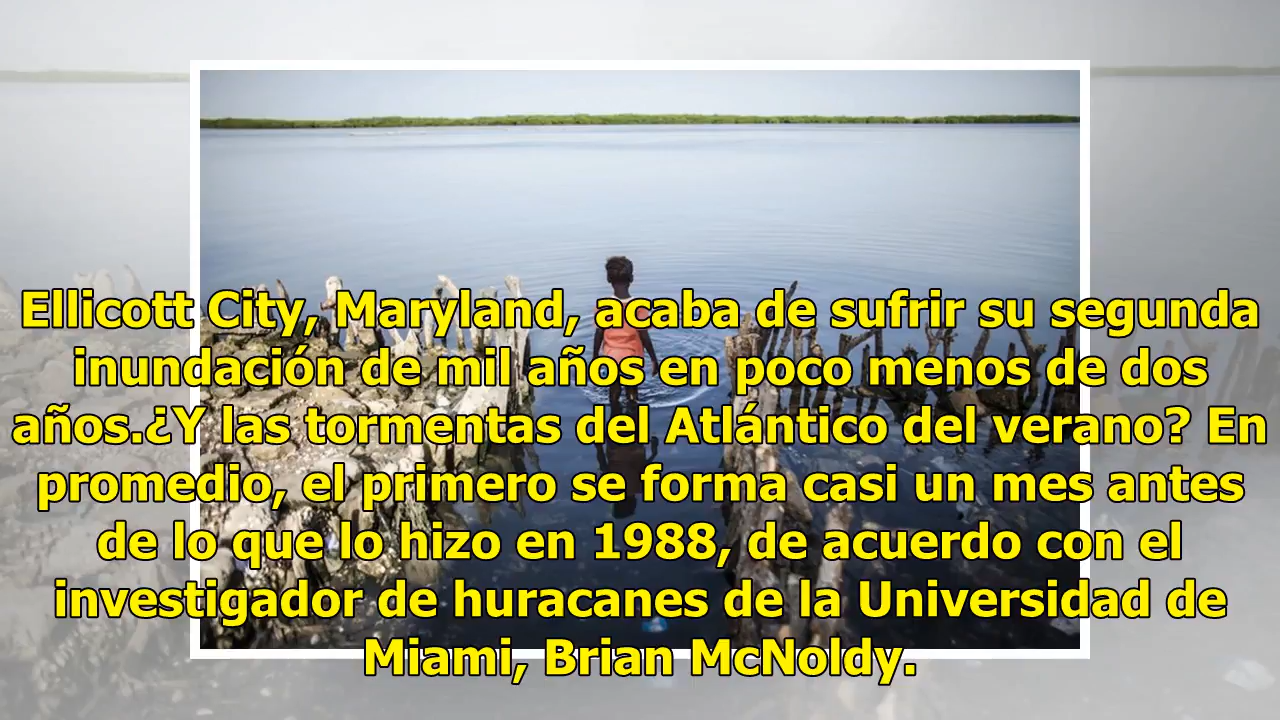 Ellicott City, Maryland, acaba de sufrir su segunda
inundación de mil años en poco menos de dos
años.¿Y las tormentas del Atlántico del verano? En
promedio, el primero se forma casi un mes antes
de lo que lo hizo en 1988, de acuerdo con el
investigador de huracanes de la Universidad de
Miami, Brian McNoldy.